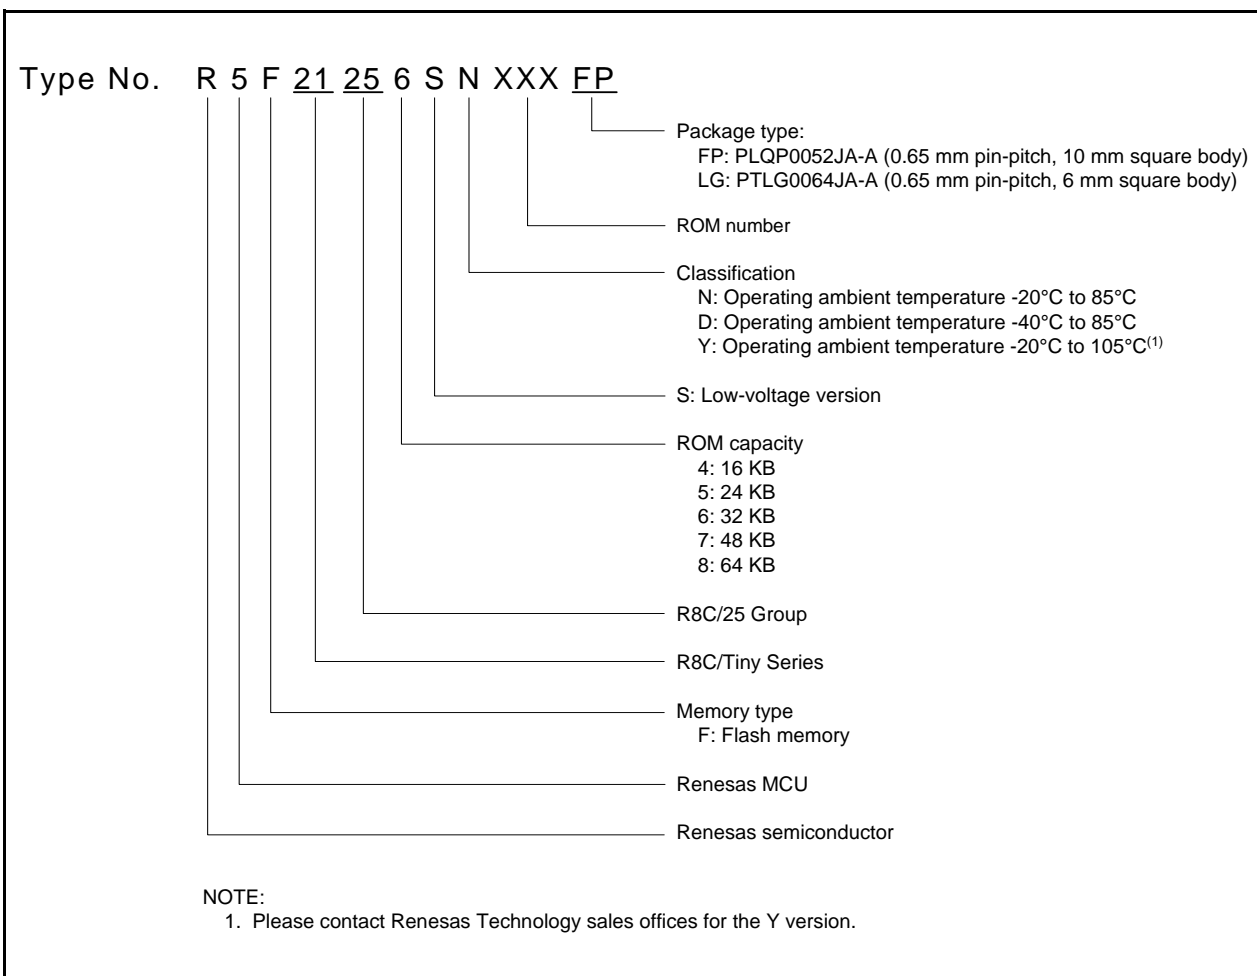 Type No. R 5 F 21 25 6 S N XXX FP
Package type:
FP: PLQP0052JA-A (0.65 mm pin-pitch, 10 mm square body)
LG: PTLG0064JA-A (0.65 mm pin-pitch, 6 mm square body)
ROM number
Classification
N: Operating ambient temperature -20°C to 85°C
D: Operating ambient temperature -40°C to 85°C
Y: Operating ambient temperature -20°C to 105°C(1)
S: Low-voltage version
ROM capacity
4: 16 KB
5: 24 KB
6: 32 KB
7: 48 KB
8: 64 KB
R8C/25 Group
R8C/Tiny Series
Memory type
F: Flash memory
Renesas MCU
Renesas semiconductor
NOTE:
1. Please contact Renesas Technology sales offices for the Y version.